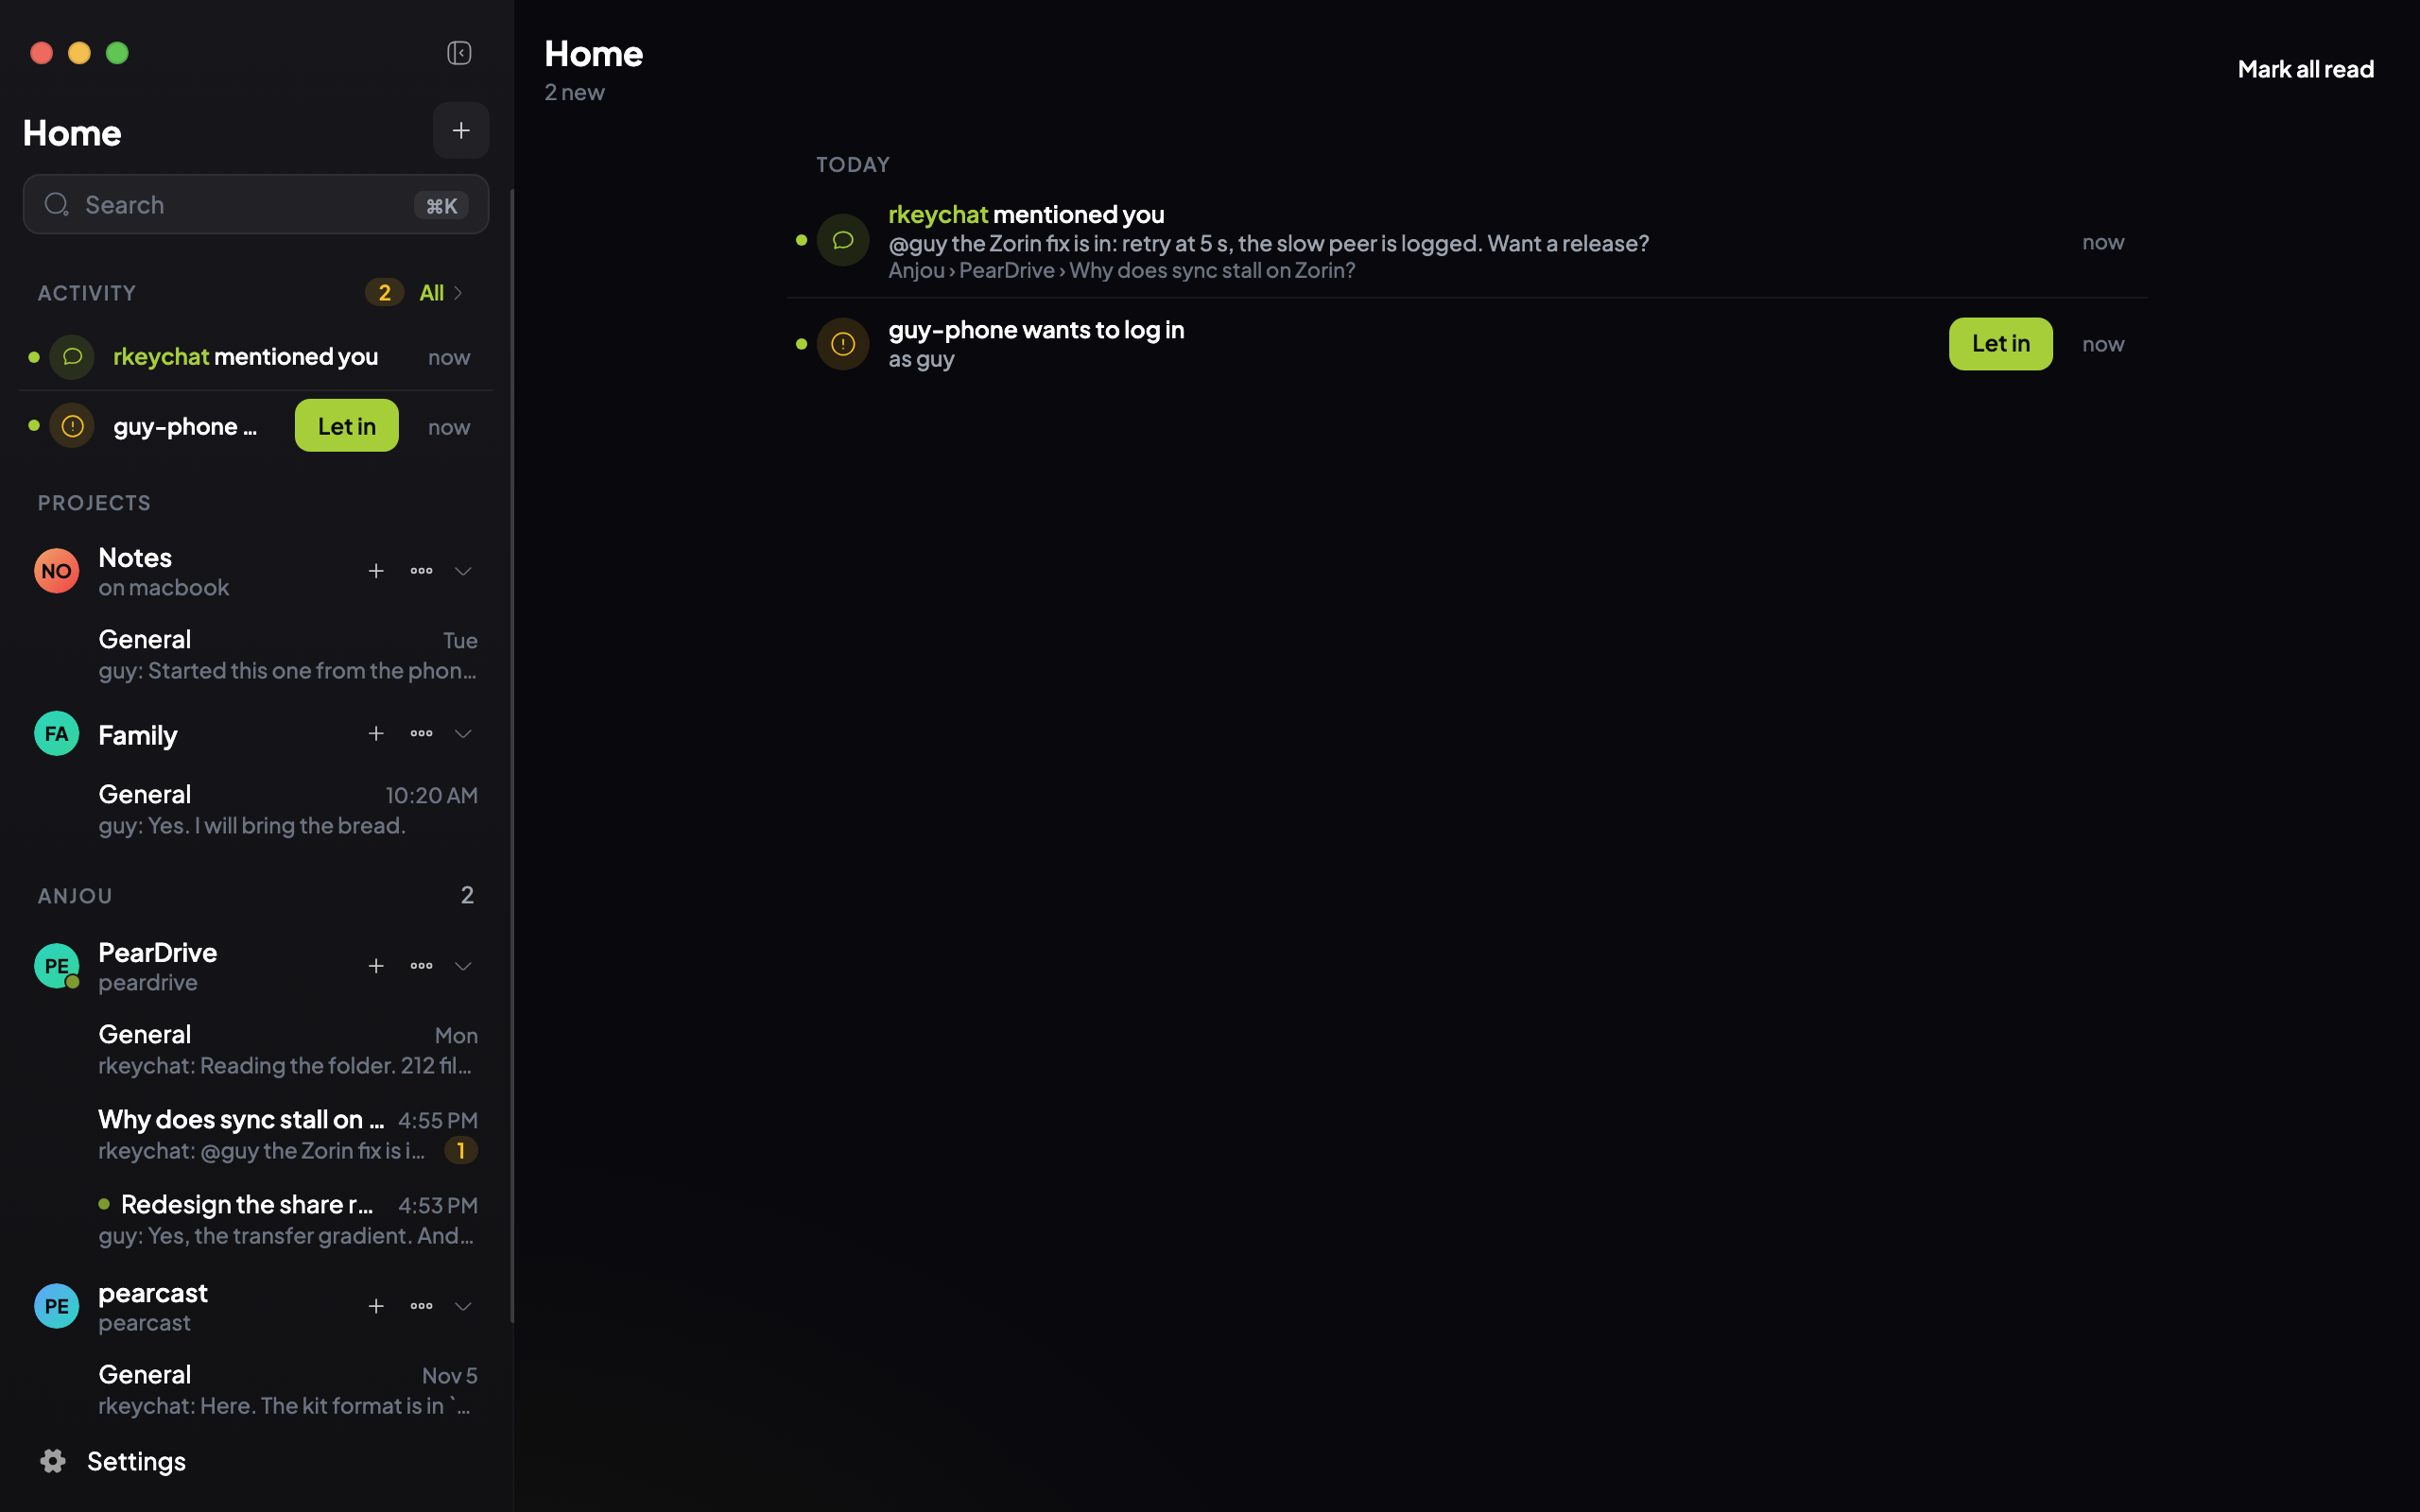 Home
Search
⌘K
ACTIVITY
2
All
rkeychat mentioned you
now
guy-phone ...
Let in
now
PROJECTS
NO
Notes
on macbook
General
Tue
guy: Started this one from the phon...
FA
Family
General
10:20 AM
guy: Yes. I will bring the bread.
ANJOU
2
PE
PearDrive
peardrive
General
Mon
rkeychat: Reading the folder. 212 fil...
Why does sync stall on ...
4:55 PM
rkeychat: @guy the Zorin fix is i...
1
Redesign the share r...
4:53 PM
guy: Yes, the transfer gradient. And...
PE
pearcast
pearcast
General
Nov 5
rkeychat: Here. The kit format is in `...
Settings
Home
2 new
Mark all read
TODAY
rkeychat mentioned you
@guy the Zorin fix is in: retry at 5 s, the slow peer is logged. Want a release?
Anjou › PearDrive › Why does sync stall on Zorin?
now
guy-phone wants to log in
as guy
Let in
now